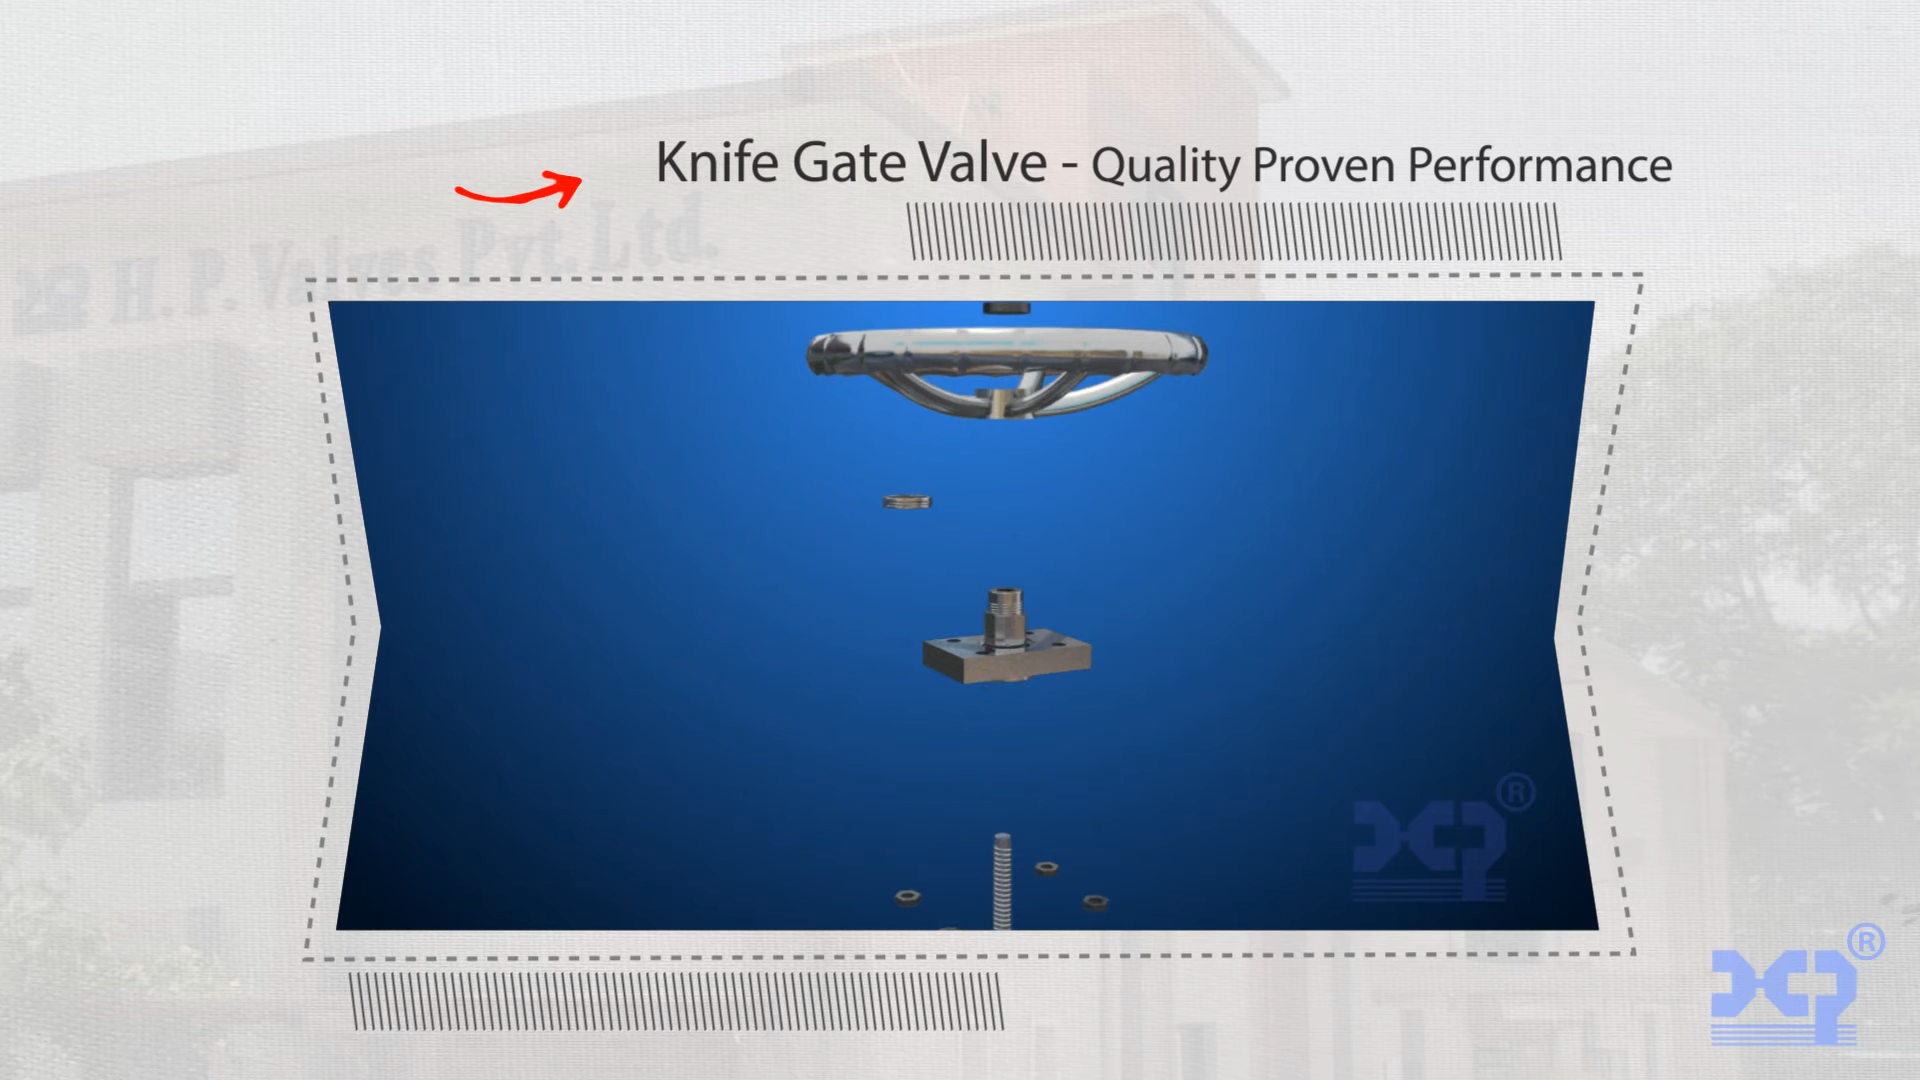 Knife Gate Valve - Quality Proven Performance
H. P. Valves Pvt. Ltd.
®
®